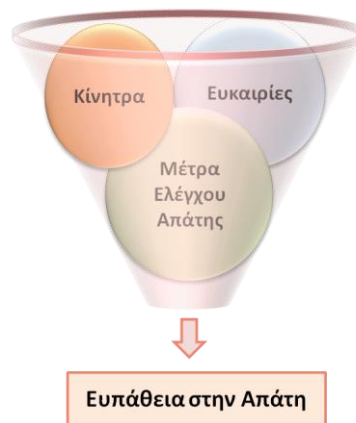 Κίνητρα
Ευκαιρίες
Μέτρα
Ελέγχου
Απάτης
Ευπάθεια στην Απάτη